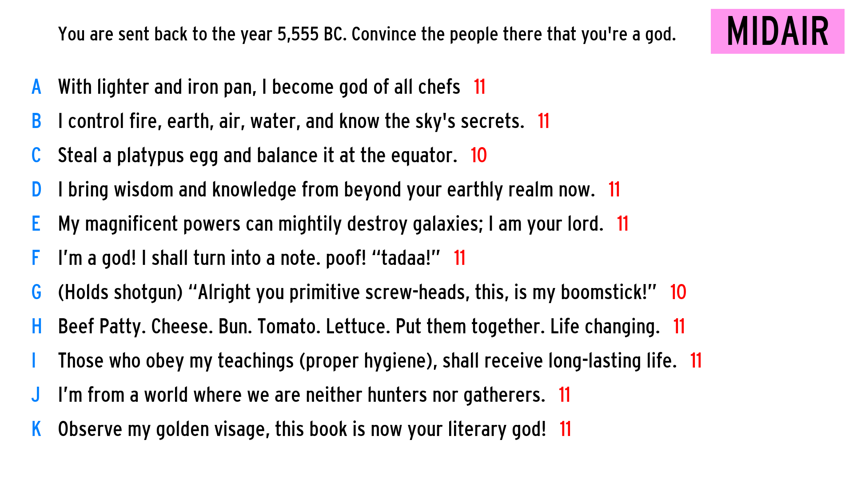 You are sent back to the year 5,555 BC. Convince the people there that you're a god.
MIDAIR
A With lighter and iron pan, I become god of all chefs 11
B I control fire, earth, air, water, and know the sky's secrets. 11
C Steal a platypus egg and balance it at the equator. 10
D I bring wisdom and knowledge from beyond your earthly realm now. 11
E My magnificent powers can mightily destroy galaxies; I am your lord. 11
F I’m a god! I shall turn into a note. poof! “tadaa!” 11
G (Holds shotgun) “Alright you primitive screw-heads, this, is my boomstick!” 10
H Beef Patty. Cheese. Bun. Tomato. Lettuce. Put them together. Life changing. 11
I Those who obey my teachings (proper hygiene), shall receive long-lasting life. 11
J I’m from a world where we are neither hunters nor gatherers. 11
K Observe my golden visage, this book is now your literary god! 11